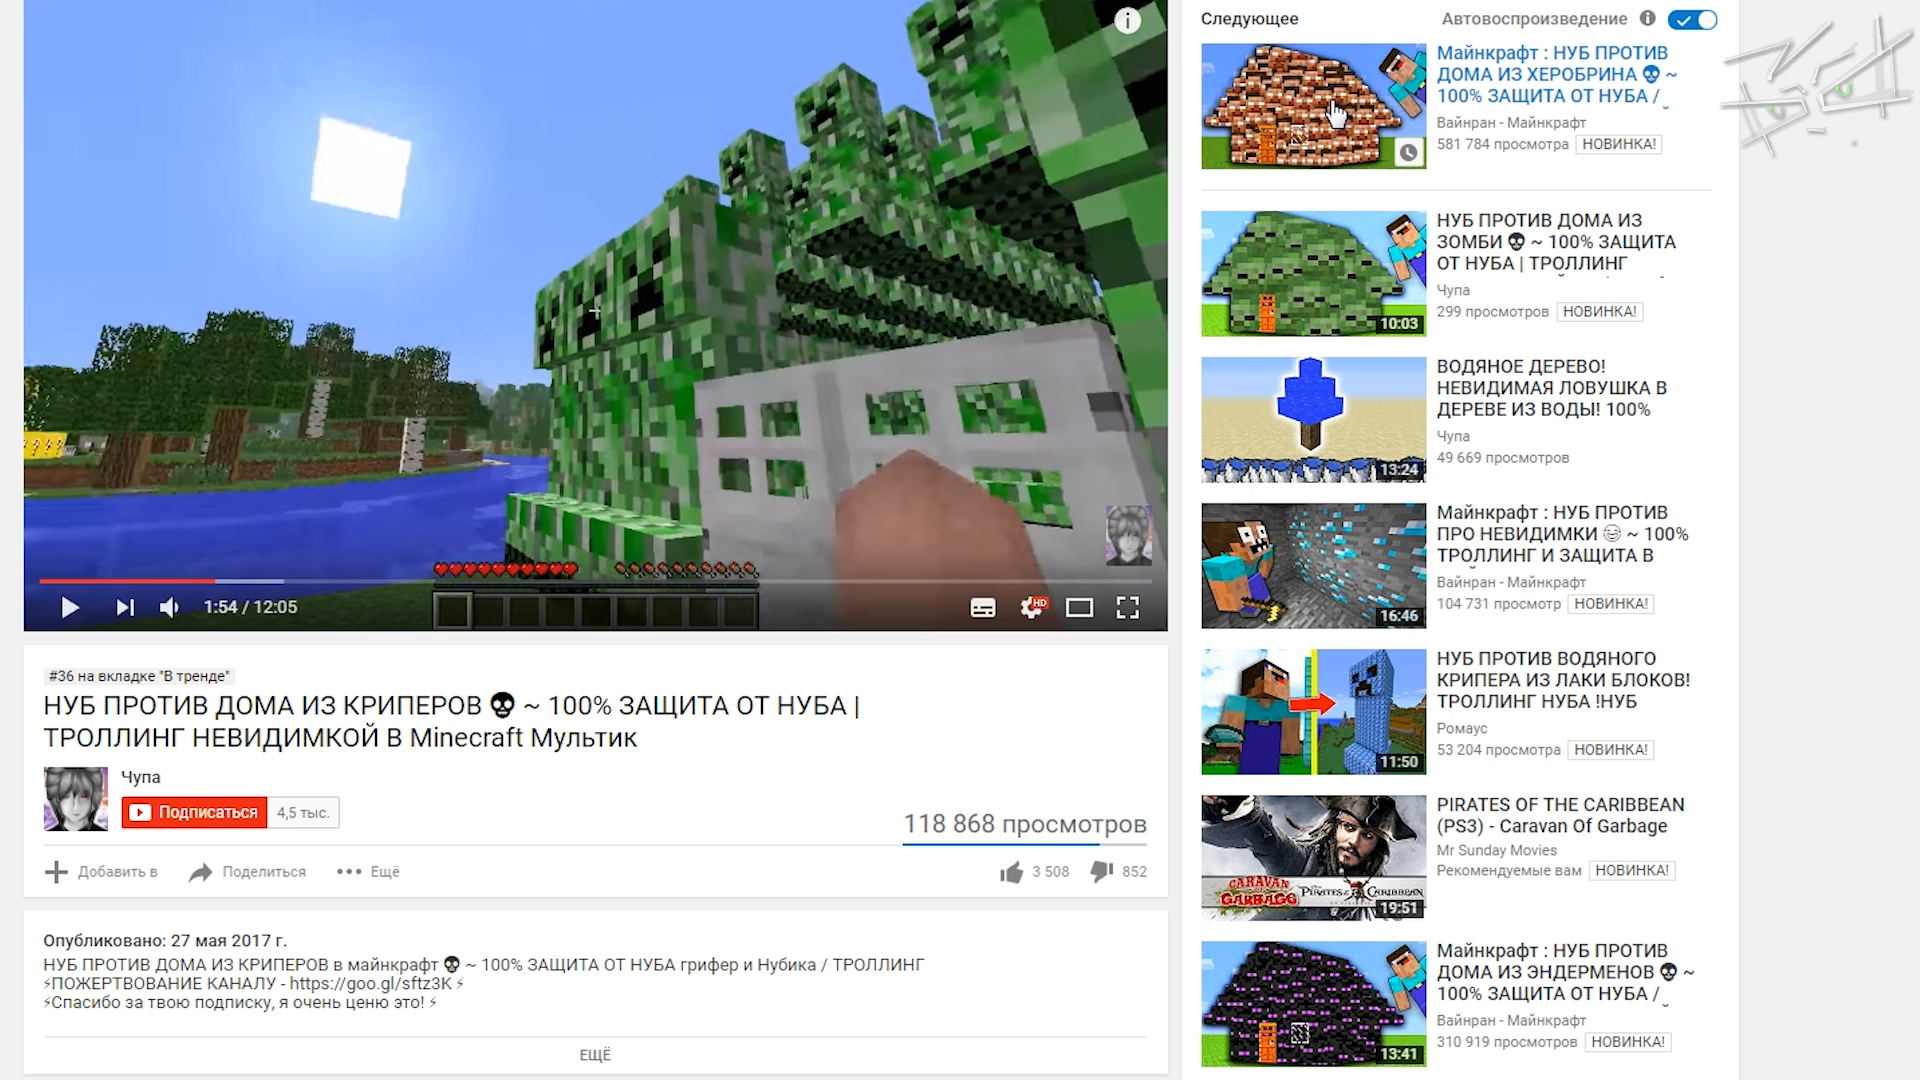 Следующее
Автовоспроизведение
Майнкрафт : НУБ ПРОТИВ
ДОМА ИЗ ХЕРОБРИНА 💀 ~
100% ЗАЩИТА ОТ НУБА /
Вайнран - Майнкрафт
581 784 просмотра НОВИНКА!
НУБ ПРОТИВ ДОМА ИЗ
ЗОМБИ 💀 ~ 100% ЗАЩИТА
ОТ НУБА | ТРОЛЛИНГ
Чупа
299 просмотров НОВИНКА!
10:03
ВОДЯНОЕ ДЕРЕВО!
НЕВИДИМАЯ ЛОВУШКА В
ДЕРЕВЕ ИЗ ВОДЫ! 100%
Чупа
49 669 просмотров
13:24
Майнкрафт : НУБ ПРОТИВ
ПРО НЕВИДИМКИ 😂 ~ 100%
ТРОЛЛИНГ И ЗАЩИТА В
Вайнран - Майнкрафт
104 731 просмотр НОВИНКА!
16:46
НУБ ПРОТИВ ВОДЯНОГО
КРИПЕРА ИЗ ЛАКИ БЛОКОВ!
ТРОЛЛИНГ НУБА !НУБ
Ромаус
53 204 просмотра НОВИНКА!
11:50
PIRATES OF THE CARIBBEAN
(PS3) - Caravan Of Garbage
Mr Sunday Movies
Рекомендуемые вам НОВИНКА!
CARAVAN OF GARBAGE
PIRATES of the CARIBBEAN
19:51
Майнкрафт : НУБ ПРОТИВ
ДОМА ИЗ ЭНДЕРМЕНОВ 💀 ~
100% ЗАЩИТА ОТ НУБА /
Вайнран - Майнкрафт
310 919 просмотров НОВИНКА!
13:41
1:54 / 12:05
HD
#36 на вкладке "В тренде"
НУБ ПРОТИВ ДОМА ИЗ КРИПЕРОВ 💀 ~ 100% ЗАЩИТА ОТ НУБА |
ТРОЛЛИНГ НЕВИДИМКОЙ В Minecraft Мультик
Чупа
Подписаться 4,5 тыс.
118 868 просмотров
Добавить в Поделиться Ещё 3 508 852
Опубликовано: 27 мая 2017 г.
НУБ ПРОТИВ ДОМА ИЗ КРИПЕРОВ в майнкрафт 💀 ~ 100% ЗАЩИТА ОТ НУБА грифер и Нубика / ТРОЛЛИНГ
⚡ПОЖЕРТВОВАНИЕ КАНАЛУ - https://goo.gl/sftz3K ⚡
⚡Спасибо за твою подписку, я очень ценю это! ⚡
ЕЩЁ